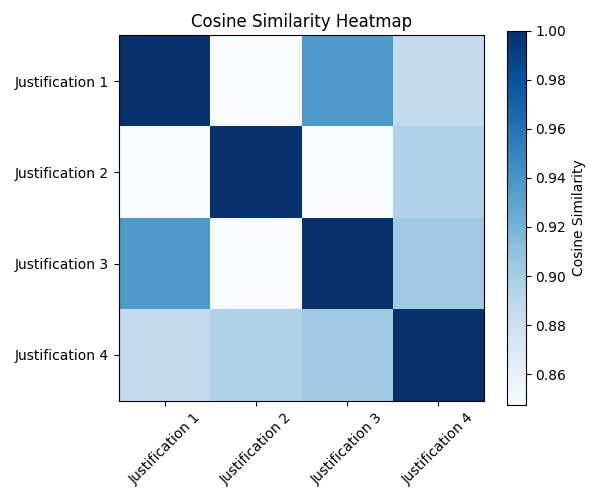 Cosine Similarity Heatmap
Justification 1
Justification 2
Justification 3
Justification 4
Justification 1
Justification 2
Justification 3
Justification 4
1.00
0.98
0.96
0.94
0.92
0.90
0.88
0.86
Cosine Similarity